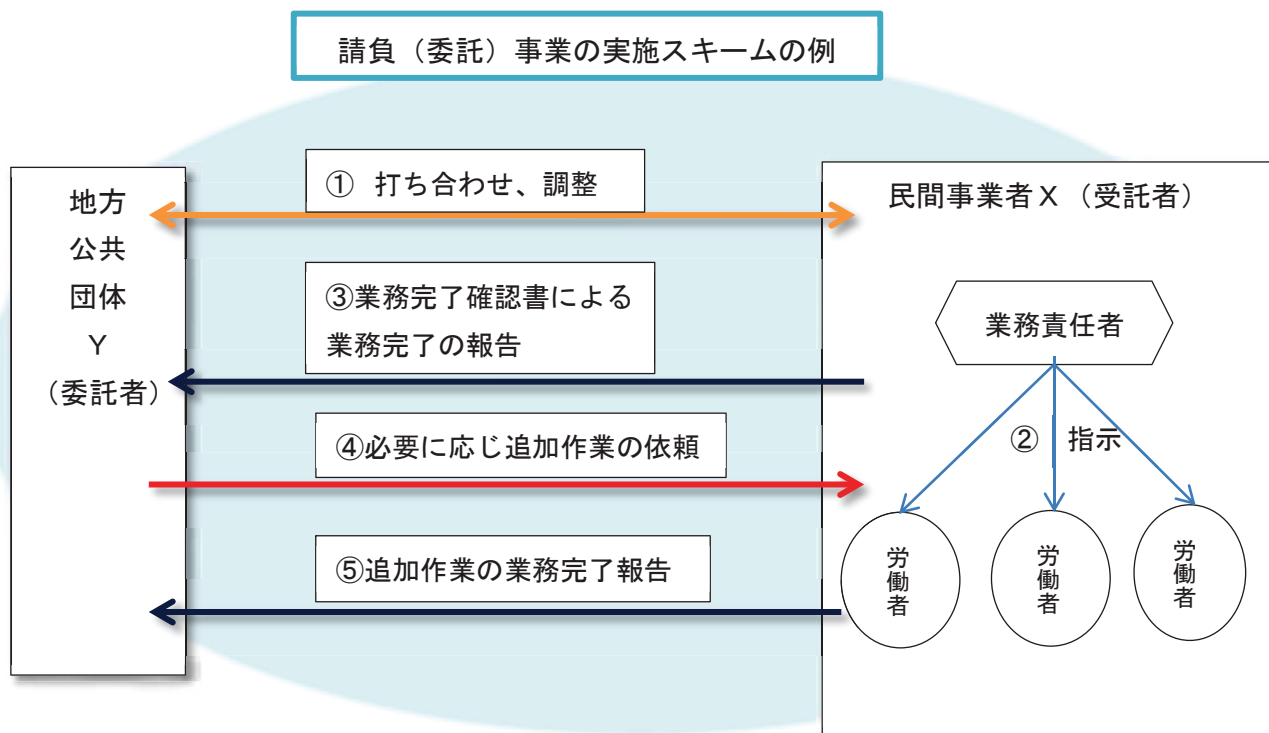 請負（委託）事業の実施スキームの例
地方
公共
団体
Y
（委託者）
① 打ち合わせ、調整
③業務完了確認書による
業務完了の報告
④必要に応じ追加作業の依頼
⑤追加作業の業務完了報告
民間事業者X（受託者）
業務責任者
② 指示
労働者
労働者
労働者